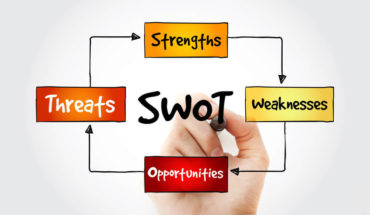 Strengths
Threats
SWOT
Weaknesses
Opportunities